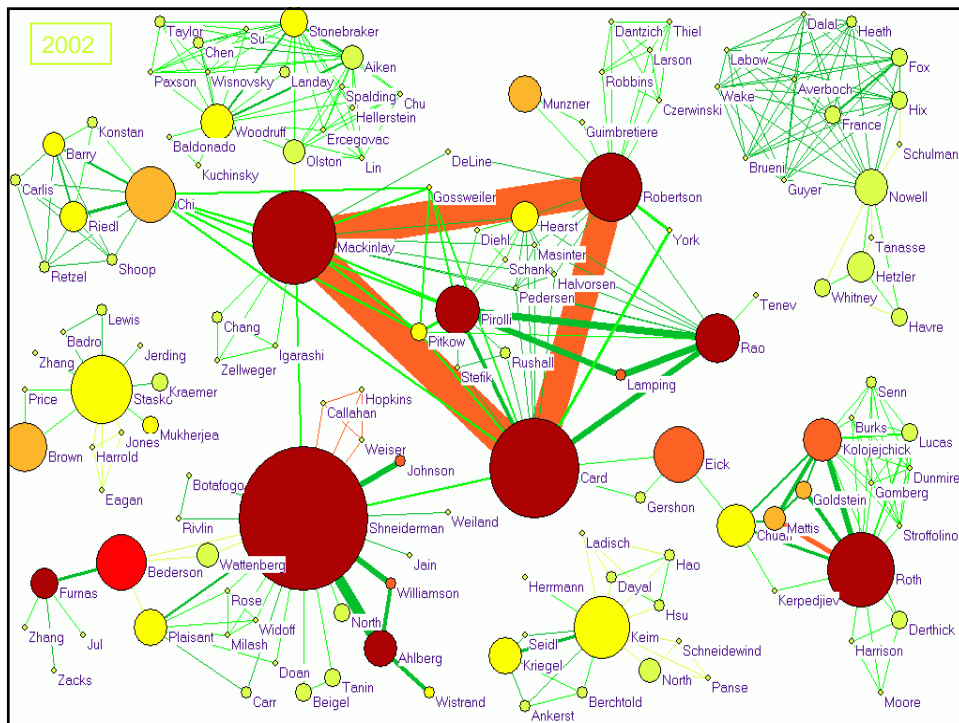 2002
Taylor
Su
Stonebraker
Chen
Aiken
Paxson
Wisnovsky
Landay
Spalding
Chu
Hellerstein
Woodruff
Ercegovac
Baldonado
Olston
Lin
Kuchinsky
Konstan
Barry
Carlis
Chi
Riedl
Retzel
Shoop
Dantzich
Thiel
Larson
Robbins
Czerwinski
Munzner
Guimbretiere
DeLine
Gossweiler
Robertson
Mackinlay
Diehl
Hearst
York
Masinter
Schank
Halvorsen
Pedersen
Pirolli
Pitkow
Rushall
Stefik
Lamping
Rao
Tenev
Chang
Igarashi
Zellweger
Dalal
Heath
Labow
Fox
Wake
Averboch
Hix
France
Brueni
Schulman
Guyer
Nowell
Tanasse
Hetzler
Whitney
Havre
Lewis
Badro
Zhang
Jerding
Price
Stasko
Kraemer
Jones
Mukherjea
Brown
Harrold
Eagan
Hopkins
Callahan
Weiser
Johnson
Botafogo
Rivlin
Shneiderman
Weiland
Card
Eick
Gershon
Senn
Burks
Lucas
Kolojejchick
Dunmire
Goldstein
Gomberg
Mattis
Chuah
Stroffolino
Roth
Kerpedjiev
Derthick
Harrison
Moore
Wattenberg
Jain
Bederson
Furnas
Williamson
Rose
North
Plaisant
Widoff
Milash
Zhang
Jul
Ahlberg
Doan
Tanin
Zacks
Carr
Beigel
Wistrand
Ladisch
Hao
Herrmann
Dayal
Hsu
Seidl
Keim
Schneidewind
Kriegel
North
Panse
Berchtold
Ankerst